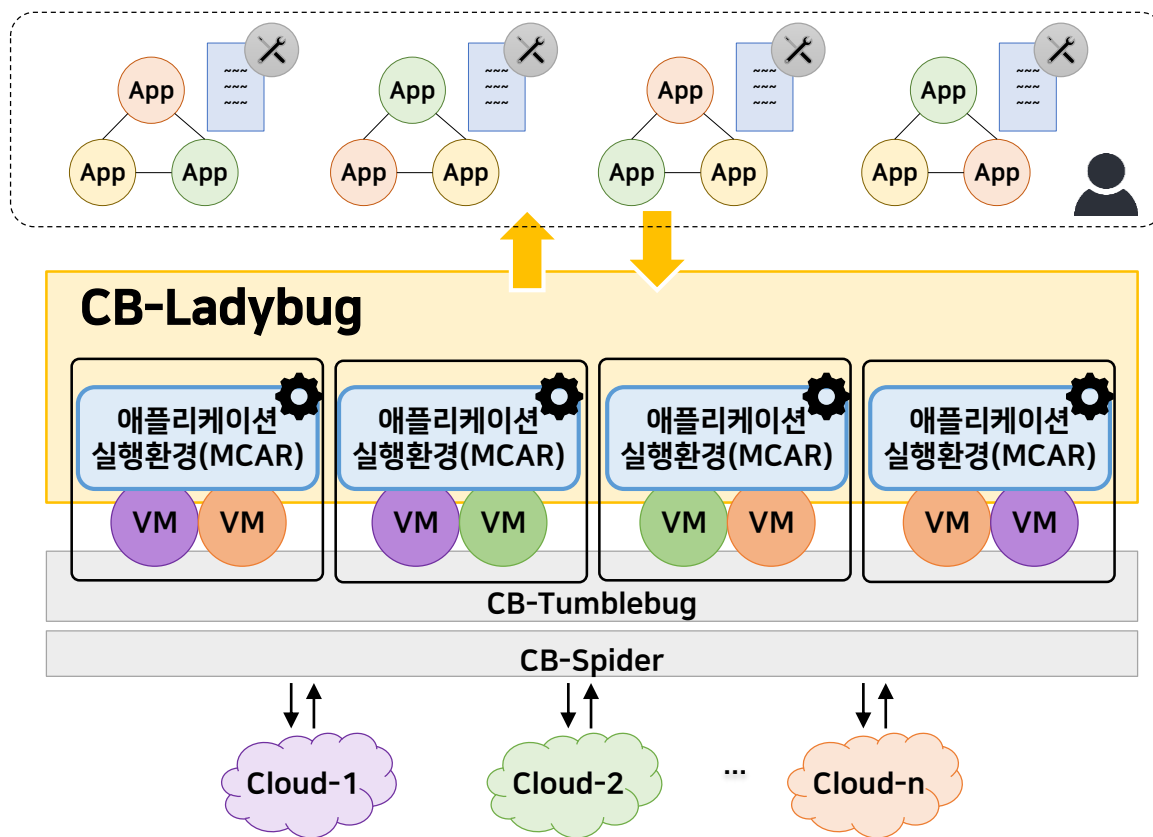 ~~~
~~~
~~~
~~~
~~~
~~~
~~~
~~~
~~~
~~~
~~~
~~~
App
App
App
App
App App
App App
App App
App App
CB-Ladybug
애플리케이션
실행환경(MCAR)
애플리케이션
실행환경(MCAR)
애플리케이션
실행환경(MCAR)
애플리케이션
실행환경(MCAR)
VM VM
VM VM
VM VM
VM VM
CB-Tumblebug
CB-Spider
Cloud-1
Cloud-2
...
Cloud-n